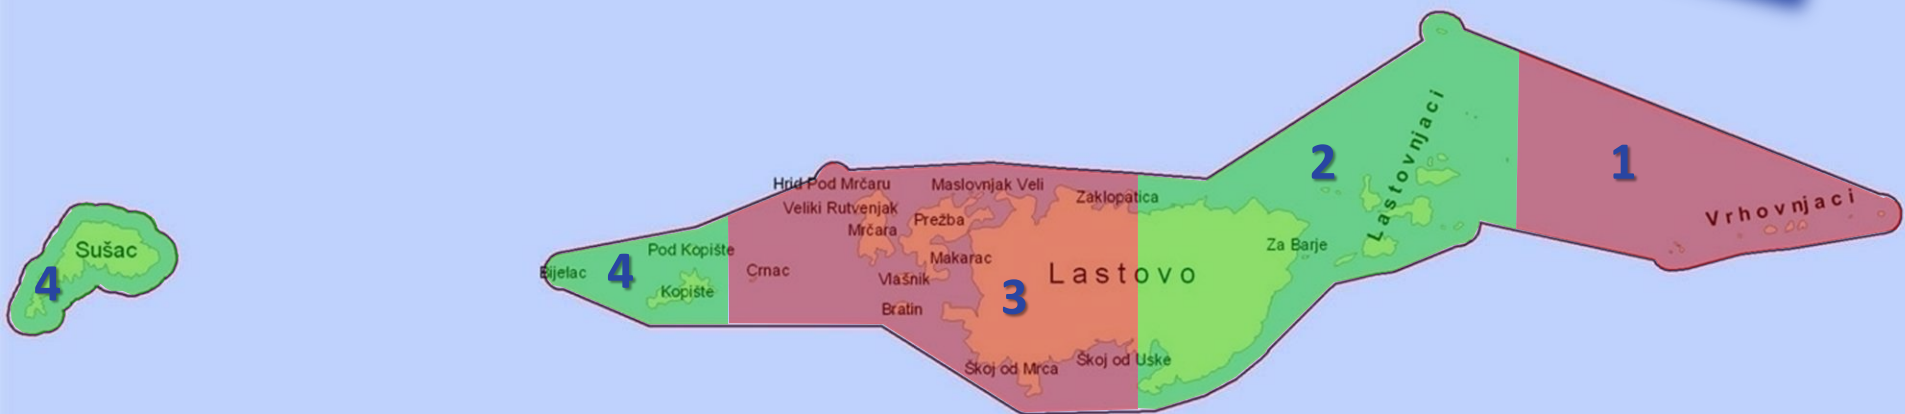 Sušac
4
Bijelac
4
Pod Kopište
Kopište
Crnac
Hrid Pod Mrčaru
Veliki Rutvenjak
Mrčara
Maslovnjak Veli
Prežba
Makarac
Vlašnik
Bratin
Zaklopatica
Lastovo
3
Škoj od Mrca
Škoj od Uske
Za Barje
2
Lastovnjaci
1
Vrhovnjaci